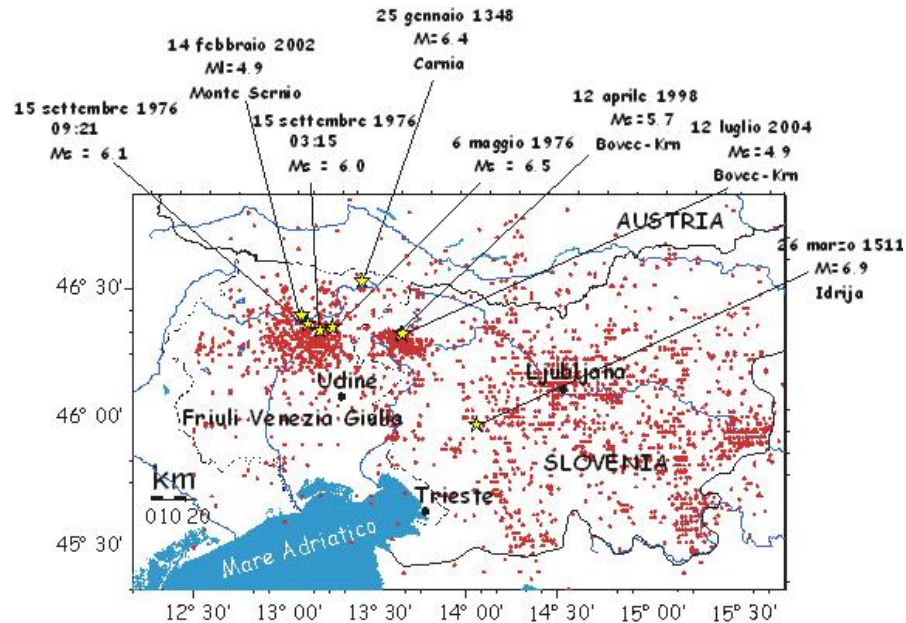 25 gennaio 1348
M=6.4
Carnia
14 febbraio 2002
Ml=4.9
Monte Sernio
15 settembre 1976
09:21
Ms = 6.1
15 settembre 1976
03:15
Ms = 6.0
6 maggio 1976
Ms = 6.5
12 aprile 1998
Ms=5.7
Bovec-Krn
12 luglio 2004
Ms=4.9
Bovec-Krn
26 marzo 1511
M=6.9
Idrija
AUSTRIA
46° 30'
Ljubljana
Udine
46° 00'
Friuli Venezia Giulia
SLOVENIA
km
Trieste
0 10 20
45° 30'
Mare Adriatico
12° 30' 13° 00' 13° 30' 14° 00' 14° 30' 15° 00' 15° 30'